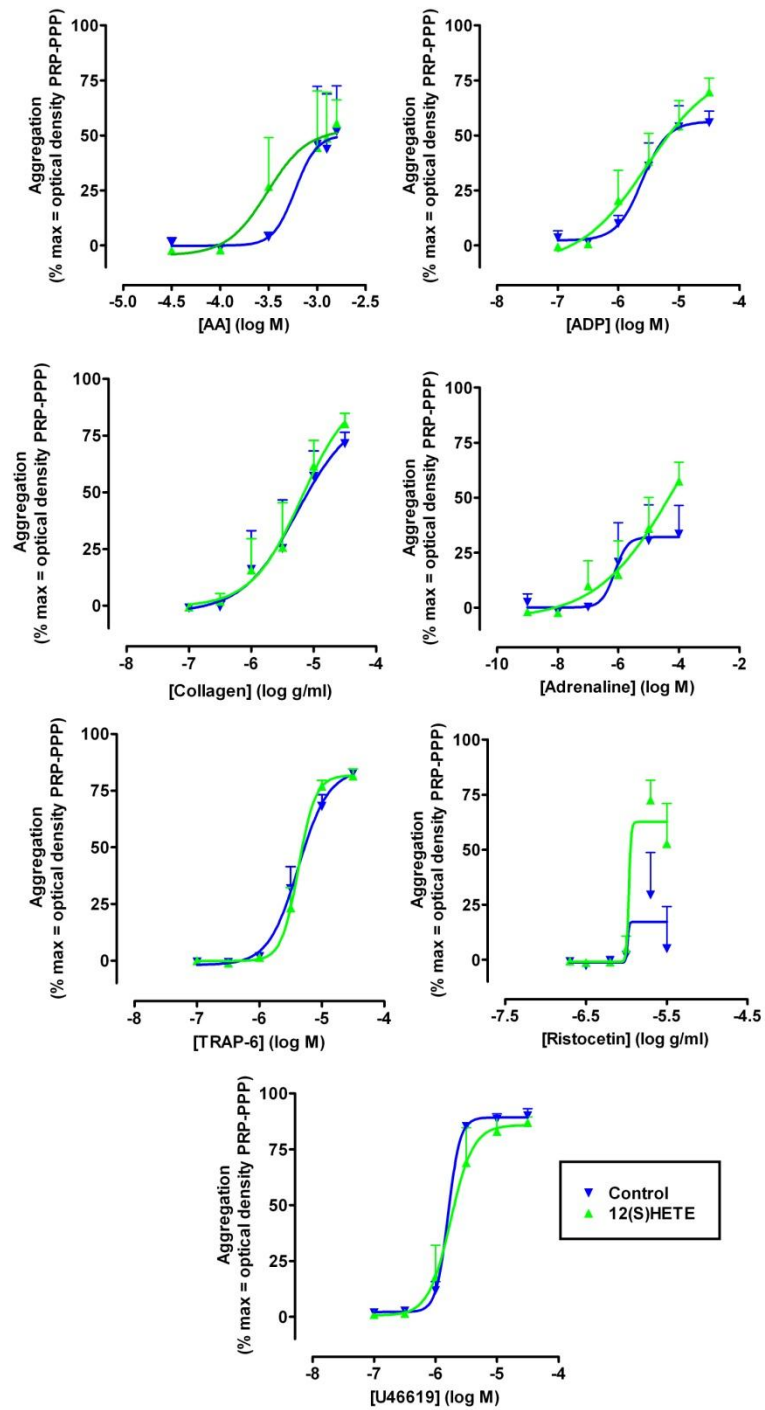 Aggregation
(% max = optical density PRP-PPP)
100
75
50
25
0
-5.0 -4.5 -4.0 -3.5 -3.0 -2.5
[AA] (log M)
Aggregation
(% max = optical density PRP-PPP)
100
75
50
25
0
-8 -7 -6 -5 -4
[ADP] (log M)
Aggregation
(% max = optical density PRP-PPP)
100
75
50
25
0
-8 -7 -6 -5 -4
[Collagen] (log g/ml)
Aggregation
(% max = optical density PRP-PPP)
100
75
50
25
0
-10 -8 -6 -4 -2
[Adrenaline] (log M)
Aggregation
(% max = optical density PRP-PPP)
100
75
50
25
0
-8 -7 -6 -5 -4
[TRAP-6] (log M)
Aggregation
(% max = optical density PRP-PPP)
100
75
50
25
0
-7.5 -6.5 -5.5 -4.5
[Ristocetin] (log g/ml)
Aggregation
(% max = optical density PRP-PPP)
100
75
50
25
0
-8 -7 -6 -5 -4
[U46619] (log M)
Control
12(S)HETE